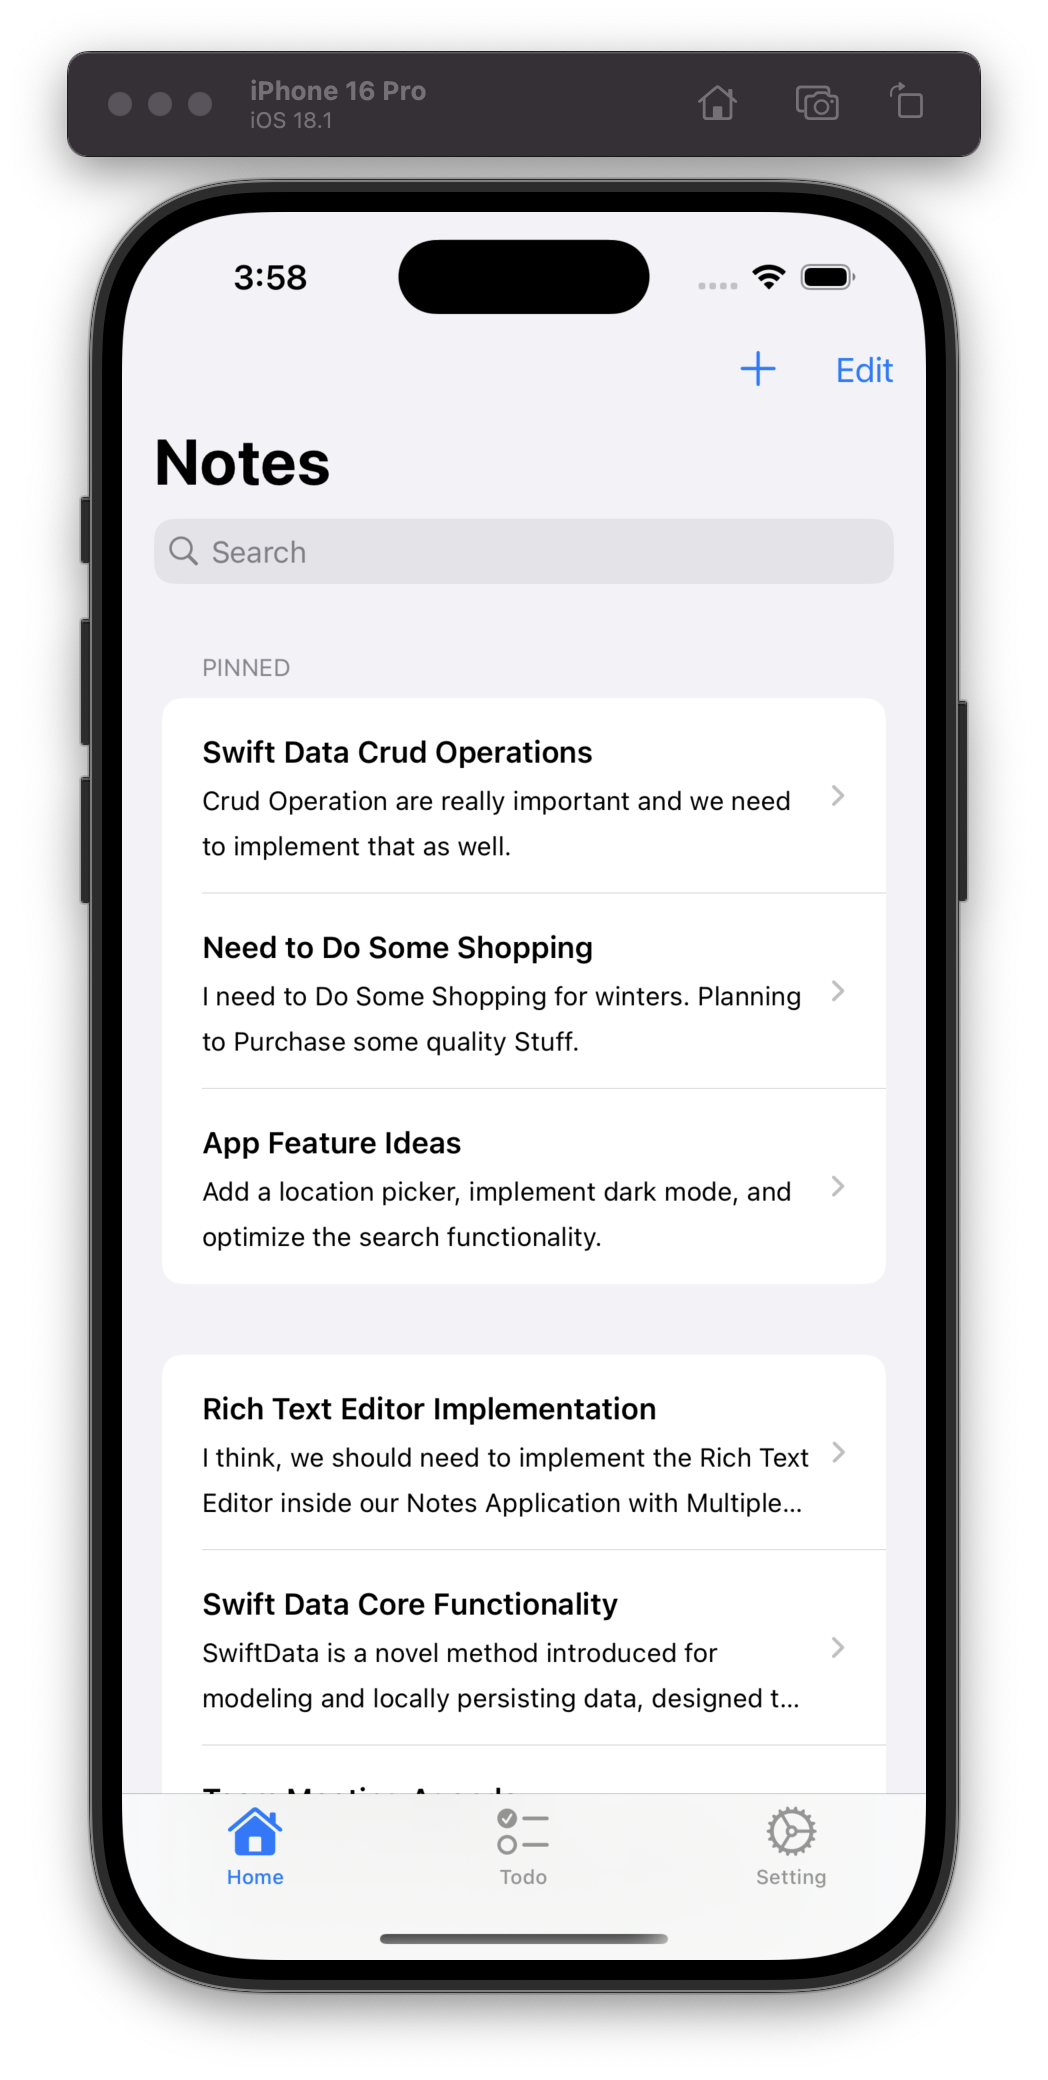 iPhone 16 Pro
iOS 18.1
3:58
Edit
Notes
Search
PINNED
Swift Data Crud Operations
Crud Operation are really important and we need
to implement that as well.
Need to Do Some Shopping
I need to Do Some Shopping for winters. Planning
to Purchase some quality Stuff.
App Feature Ideas
Add a location picker, implement dark mode, and
optimize the search functionality.
Rich Text Editor Implementation
I think, we should need to implement the Rich Text
Editor inside our Notes Application with Multiple...
Swift Data Core Functionality
SwiftData is a novel method introduced for
modeling and locally persisting data, designed t...
Home
Todo
Setting